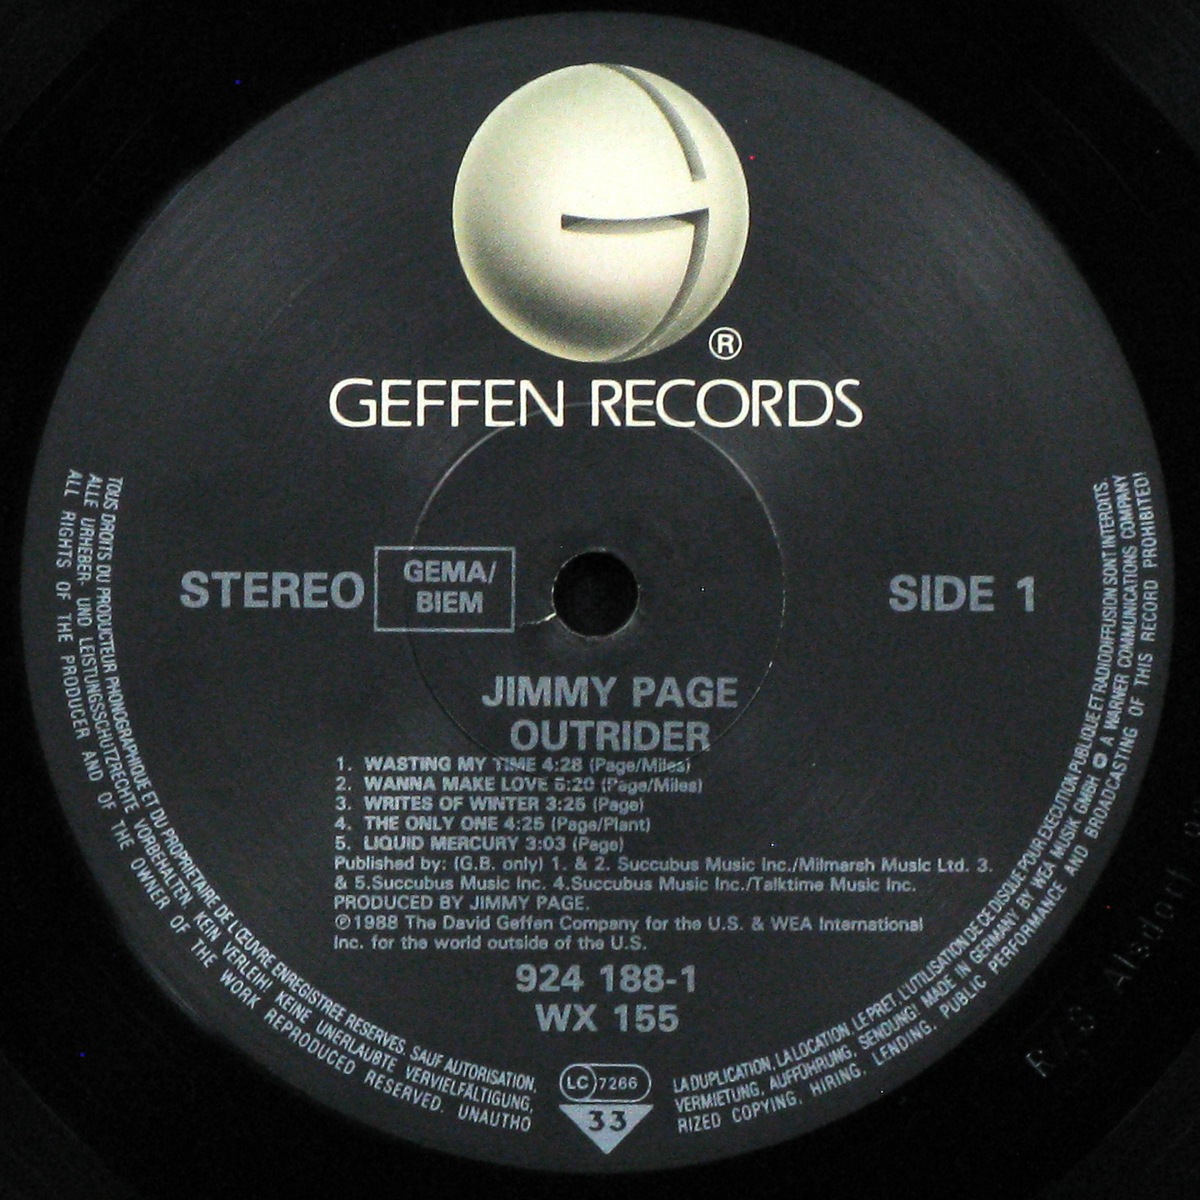 ®
GEFFEN RECORDS
STEREO
GEMA/
BIEM
SIDE 1
JIMMY PAGE
OUTRIDER
1. WASTING MY TIME 4:28 (Page/Miles)
2. WANNA MAKE LOVE 5:20 (Page/Miles)
3. WRITES OF WINTER 3:25 (Page)
4. THE ONLY ONE 4:25 (Page/Plant)
5. LIQUID MERCURY 3:03 (Page)
Published by: (G.B. only) 1. & 2. Succubus Music Inc./Milmarsh Music Ltd. 3.
& 5.Succubus Music Inc. 4.Succubus Music Inc./Talktime Music Inc.
PRODUCED BY JIMMY PAGE.
℗1988 The David Geffen Company for the U.S. & WEA International
Inc. for the world outside of the U.S.
924 188-1
WX 155
LC 7266
33
TOUS DROITS DU PRODUCTEUR PHONOGRAPHIQUE ET DU PROPRIETAIRE DE L'ŒUVRE ENREGISTREE RESERVES. SAUF AUTORISATION, LA DUPLICATION, LA LOCATION, LE PRET, L'UTILISATION DE CE DISQUE POUR EXECUTION PUBLIQUE ET RADIODIFFUSION SONT INTERDITS.
ALLE URHEBER- UND LEISTUNGSSCHUTZRECHTE VORBEHALTEN. KEIN VERLEIH! KEINE UNERLAUBTE VERVIELFÄLTIGUNG, VERMIETUNG, AUFFÜHRUNG, SENDUNG! MADE IN GERMANY BY WEA MUSIK GMBH A WARNER COMMUNICATIONS COMPANY
ALL RIGHTS OF THE PRODUCER AND OF THE OWNER OF THE WORK REPRODUCED RESERVED. UNAUTHORIZED COPYING, HIRING, LENDING, PUBLIC PERFORMANCE AND BROADCASTING OF THIS RECORD PROHIBITED!
Alsdorf